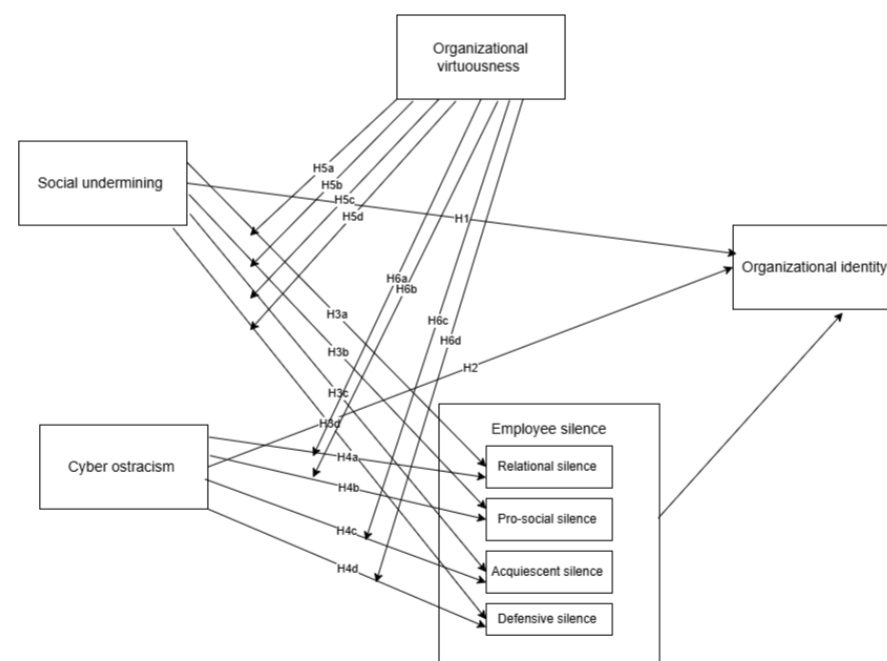 Organizational
virtuousness
Social undermining
H5a
H5b
H5c
H5d
H1
Organizational identity
H6a
H6b
H3a
H6c
H6d
H3b
H2
H3c
H3d
Employee silence
Cyber ostracism
H4a
Relational silence
H4b
Pro-social silence
H4c
H4d
Acquiescent silence
Defensive silence